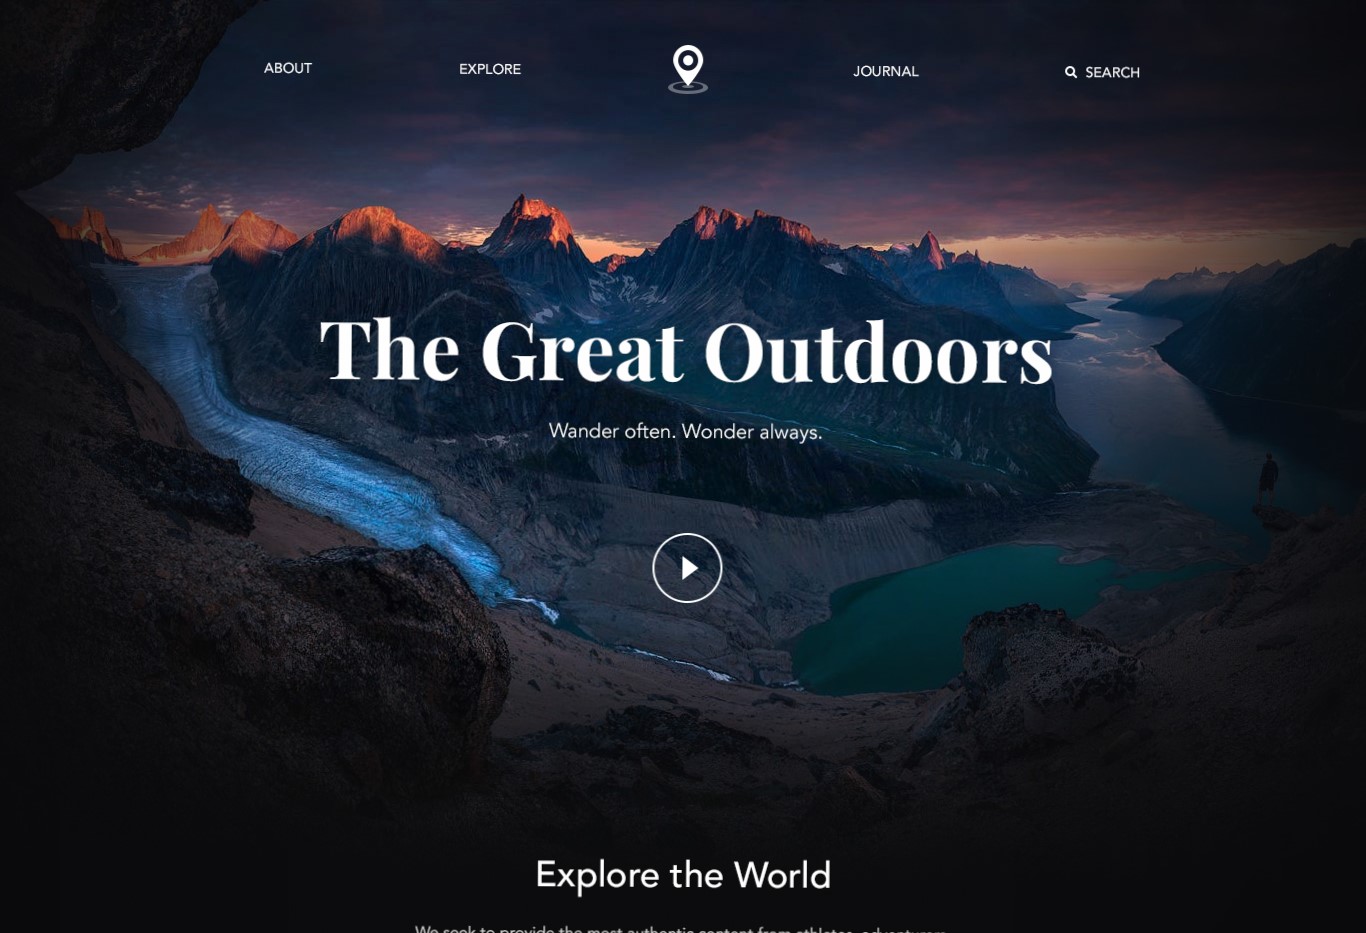 ABOUT
EXPLORE
JOURNAL
SEARCH
The Great Outdoors
Wander often. Wonder always.
Explore the World
We seek to provide the most authentic content from athletes, adventurers,